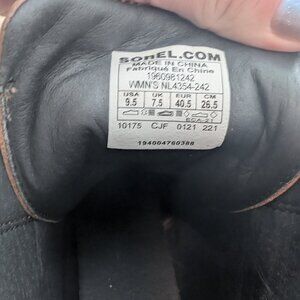 SOREL.COM
MADE IN CHINA
Fabriqué En Chine
1960981242
WMN'S NL4354-242
USA UK EUR CM
9.5 7.5 40.5 26.5
10175 CJF 0121 221
194004760388